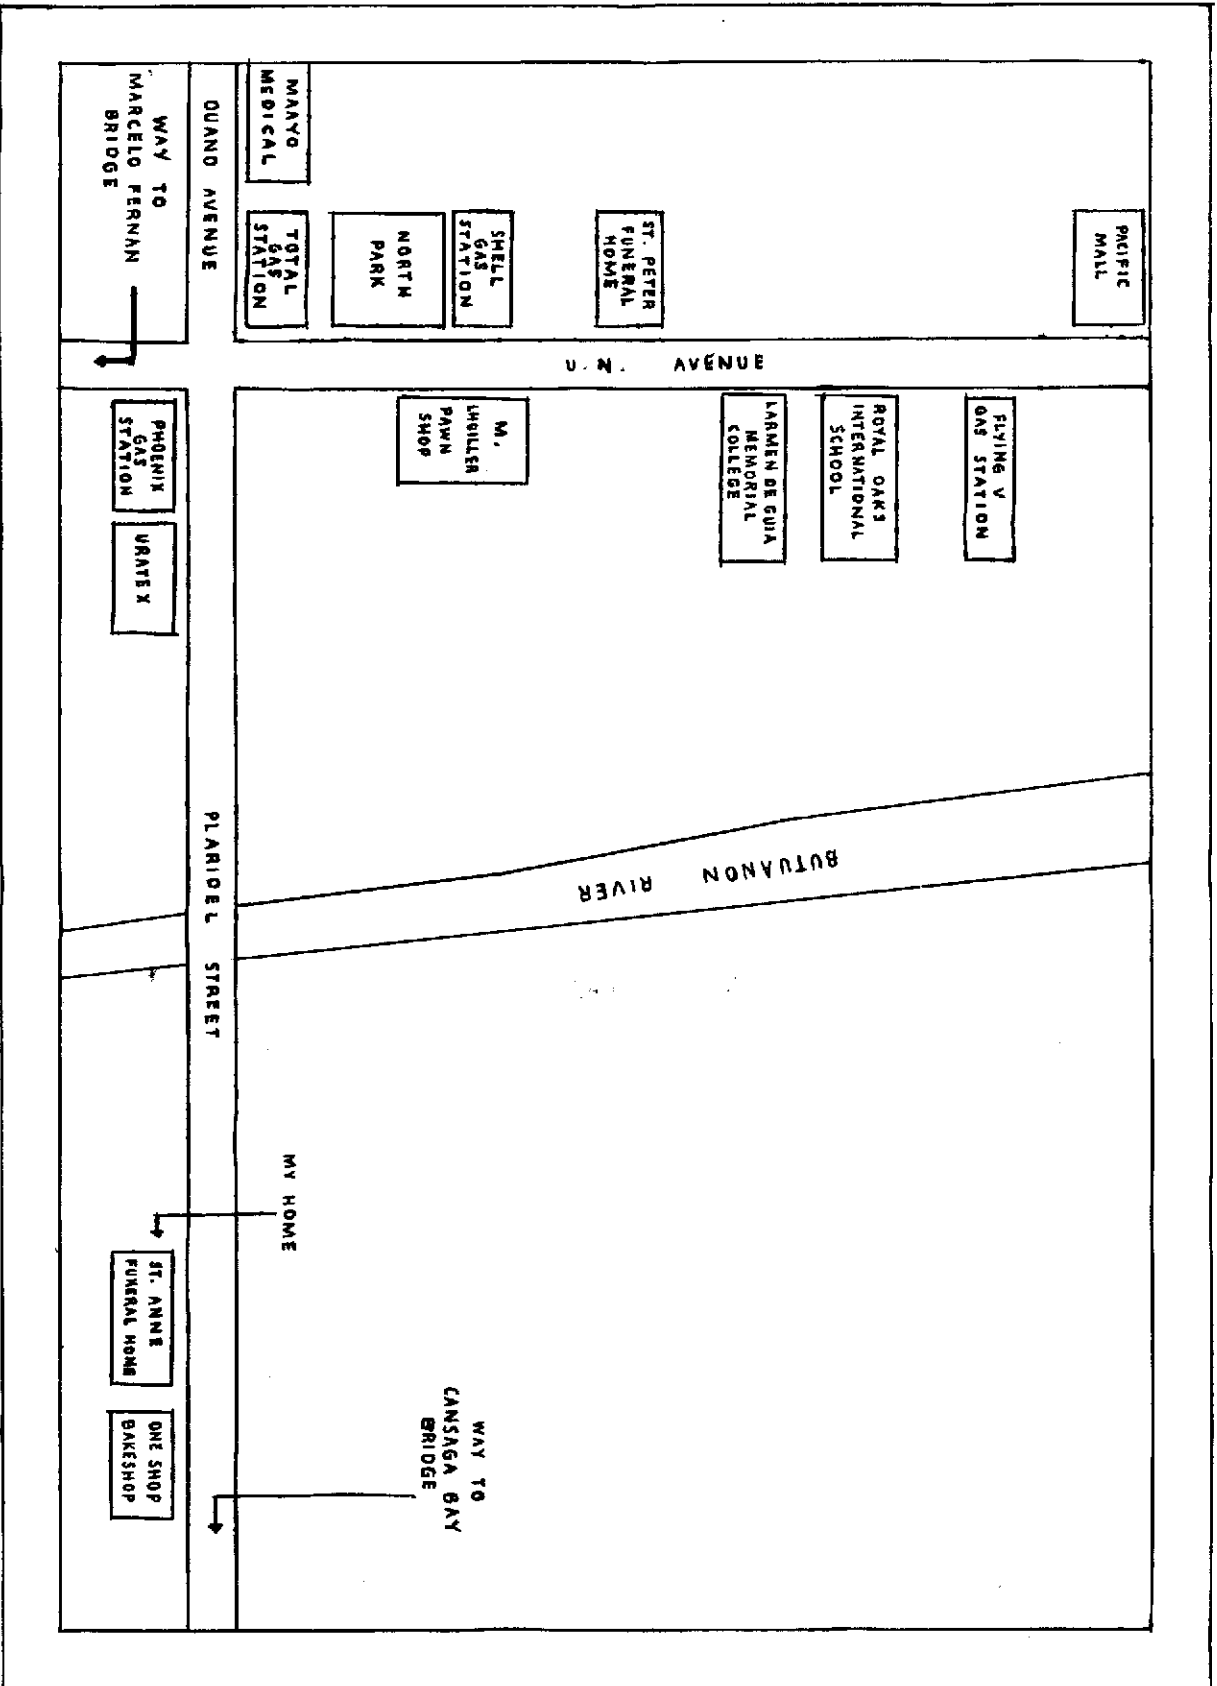 PACIFIC
MALL
ST. PETER
FUNERAL
HOME
SHELL
GAS
STATION
NORTH
PARK
MAAYO
MEDICAL
TOTAL
GAS
STATION
OUANO AVENUE
WAY TO
MARCELO FERNAN
BRIDGE
U.N. AVENUE
FLYING V
GAS STATION
ROYAL OAKS
INTERNATIONAL
SCHOOL
LARMEN DE GUIA
MEMORIAL
COLLEGE
M.
LHUILLER
PAWN
SHOP
PHOENIX
GAS
STATION
URATEX
BUTUANON RIVER
PLARIDEL STREET
MY HOME
ST. ANNE
FUNERAL HOME
ONE SHOP
BAKESHOP
WAY TO
CANSAGA BAY
BRIDGE